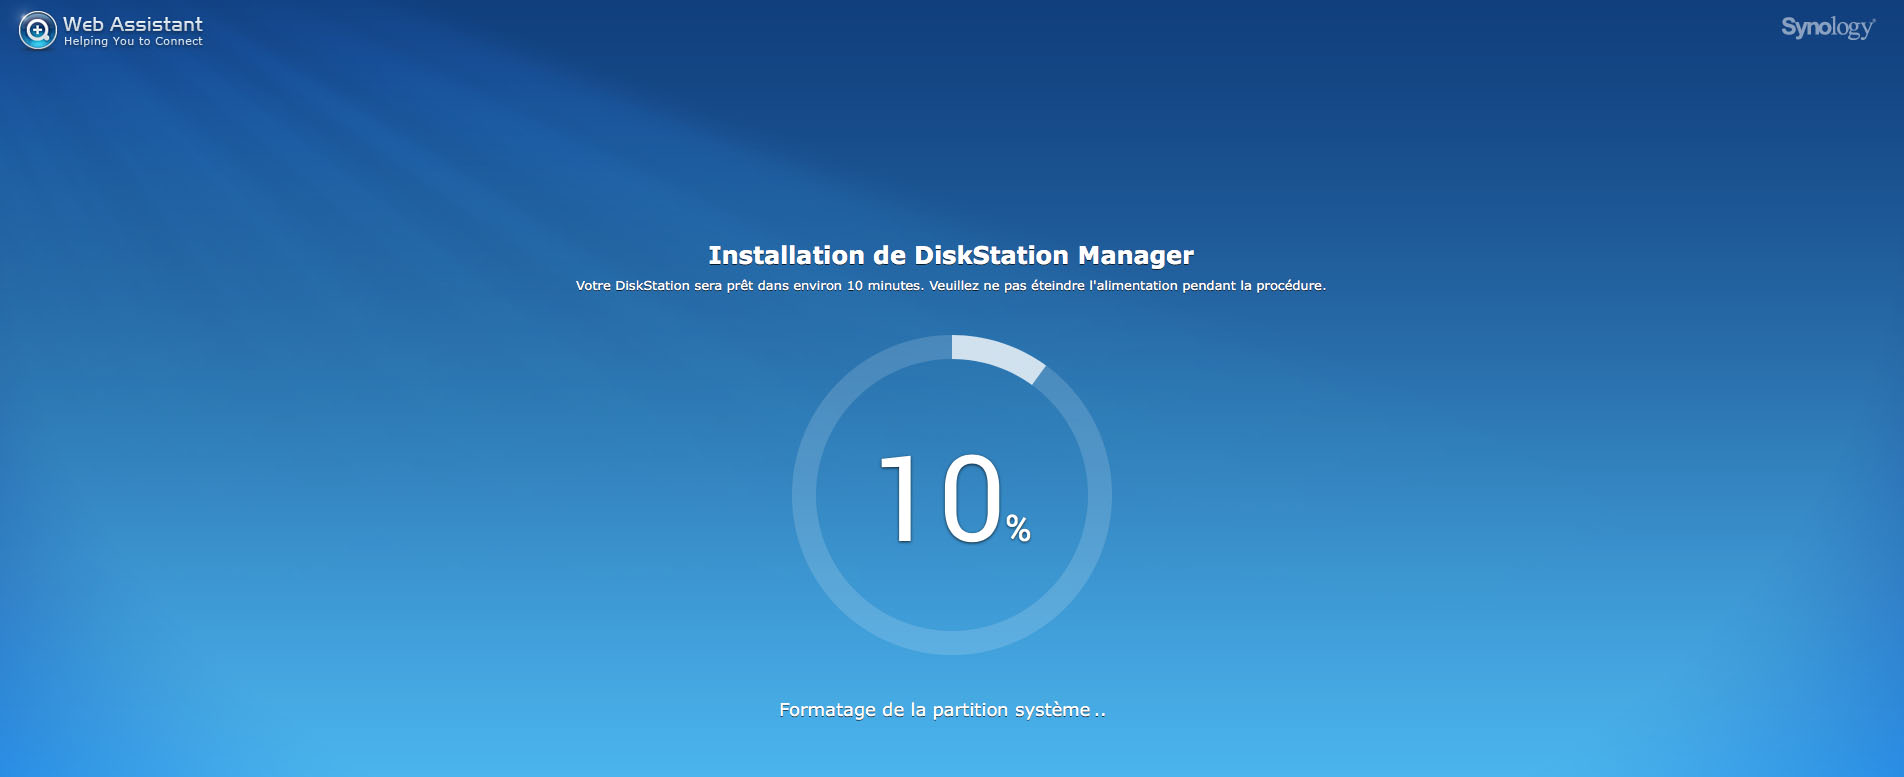 Web Assistant
Helping You to Connect
Synology®
Installation de DiskStation Manager
Votre DiskStation sera prêt dans environ 10 minutes. Veuillez ne pas éteindre l'alimentation pendant la procédure.
10%
Formatage de la partition système ..